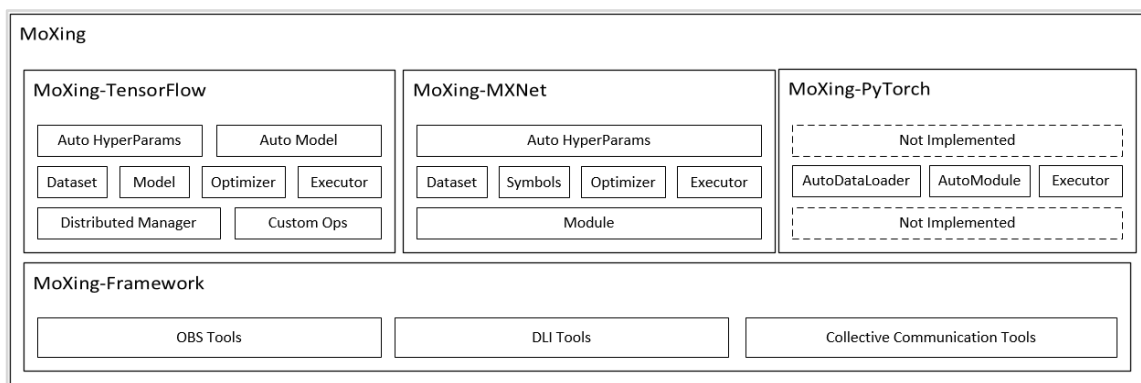 MoXing
MoXing-TensorFlow
Auto HyperParams
Auto Model
Dataset
Model
Optimizer
Executor
Distributed Manager
Custom Ops
MoXing-MXNet
Auto HyperParams
Dataset
Symbols
Optimizer
Executor
Module
MoXing-PyTorch
Not Implemented
AutoDataLoader
AutoModule
Executor
Not Implemented
MoXing-Framework
OBS Tools
DLI Tools
Collective Communication Tools